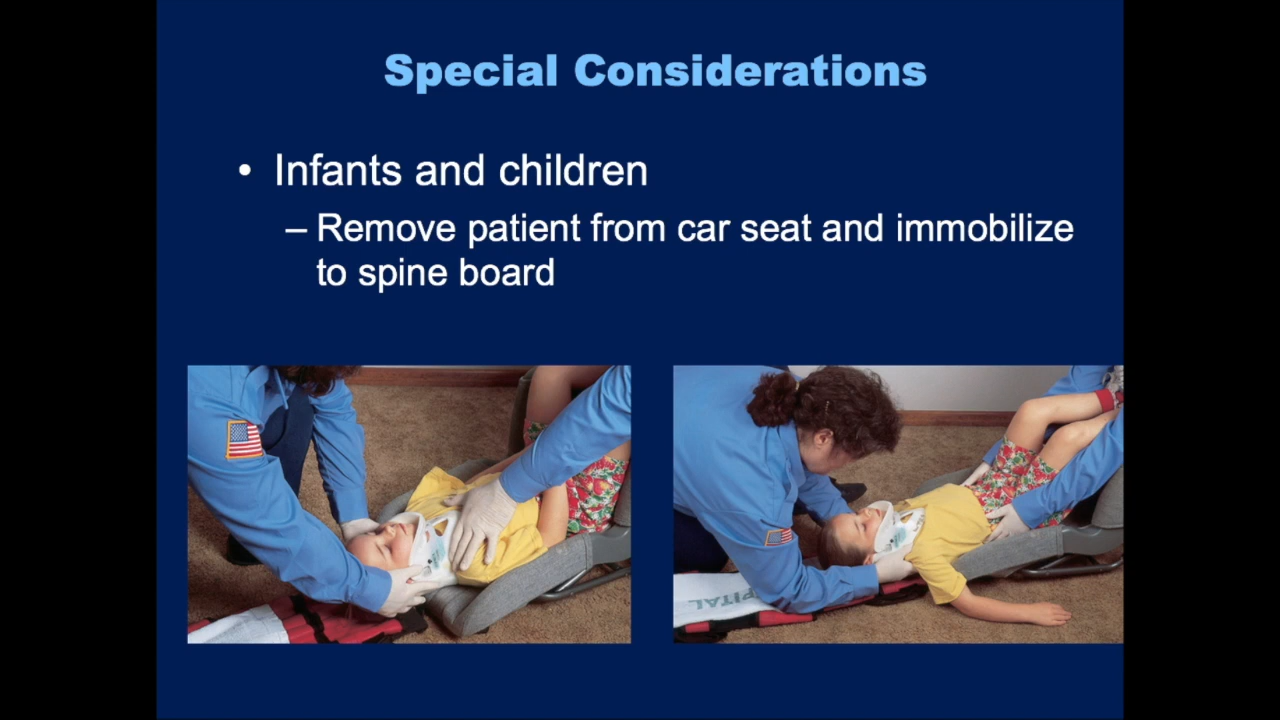 Special Considerations
• Infants and children
– Remove patient from car seat and immobilize
to spine board